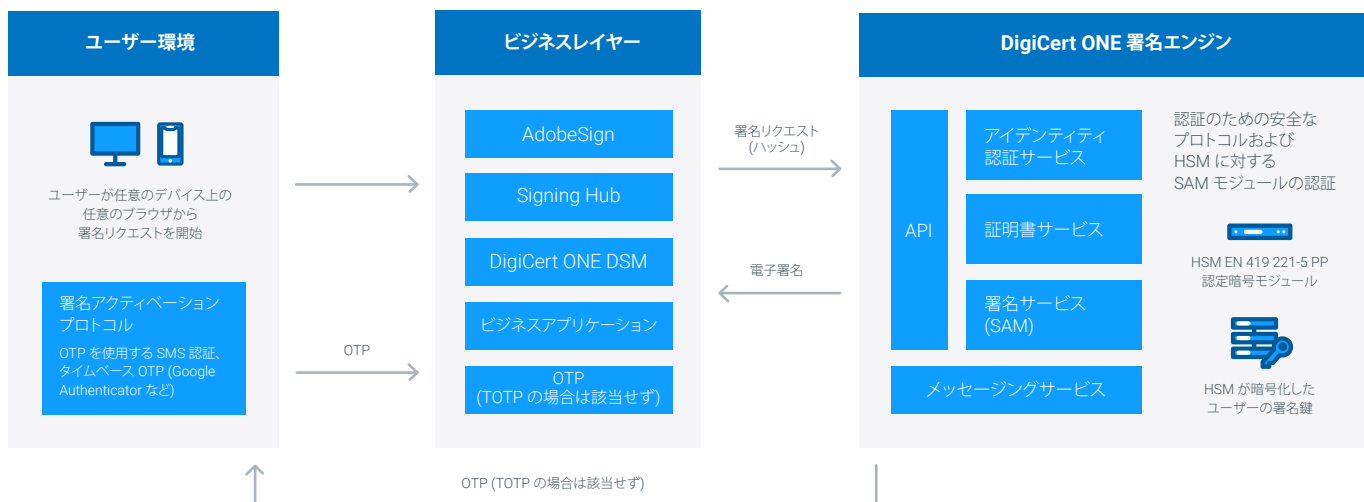 ユーザー環境
ユーザーが任意のデバイス上の
任意のブラウザから
署名リクエストを開始
署名アクティベーション
プロトコル
OTP を使用する SMS 認証、
タイムベース OTP (Google
Authenticator など)
OTP
ビジネスレイヤー
AdobeSign
Signing Hub
DigiCert ONE DSM
ビジネスアプリケーション
OTP
(TOTP の場合は該当せず)
署名リクエスト
(ハッシュ)
電子署名
DigiCert ONE 署名エンジン
API
アイデンティティ
認証サービス
証明書サービス
署名サービス
(SAM)
メッセージングサービス
認証のための安全な
プロトコルおよび
HSM に対する
SAM モジュールの認証
HSM EN 419 221-5 PP
認定暗号モジュール
HSM が暗号化した
ユーザーの署名鍵
OTP (TOTP の場合は該当せず)